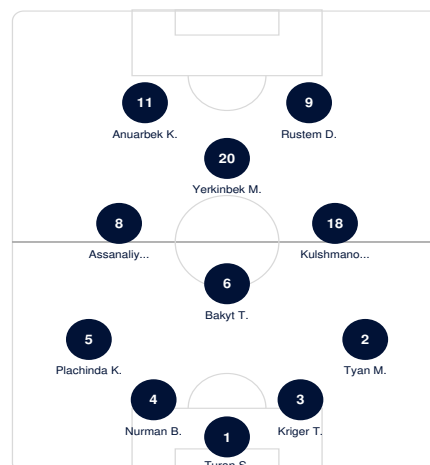 11
9
Anuarbek K.
Rustem D.
20
Yerkinbek M.
8
18
Assanaliy...
Kulshmano...
6
Bakyt T.
5
2
Plachinda K.
Tyan M.
4
3
Nurman B.
Kriger T.
1